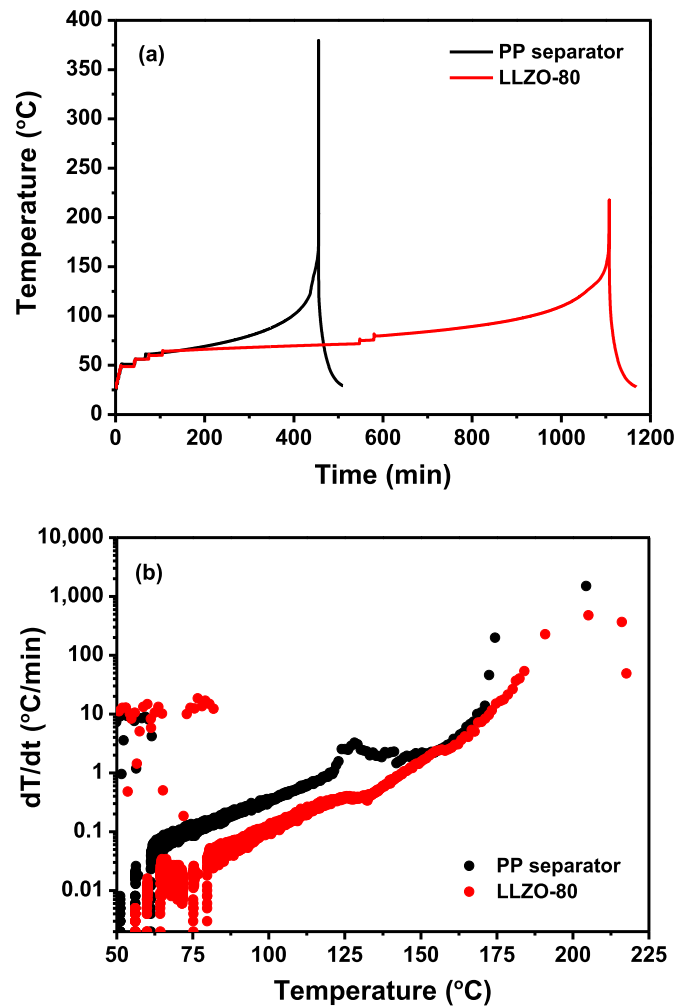 400
350
300
250
200
150
100
50
0
Temperature (°C)
(a)
PP separator
LLZO-80
0 200 400 600 800 1000 1200
Time (min)
10,000
1,000
100
10
1
0.1
0.01
dT/dt (°C/min)
(b)
PP separator
LLZO-80
50 75 100 125 150 175 200 225
Temperature (°C)